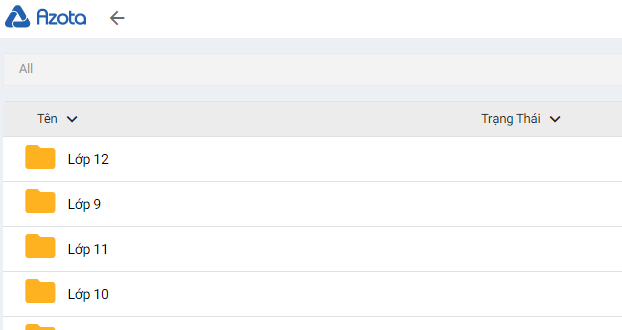 Azota
All
Tên
Trạng Thái
Lớp 12
Lớp 9
Lớp 11
Lớp 10